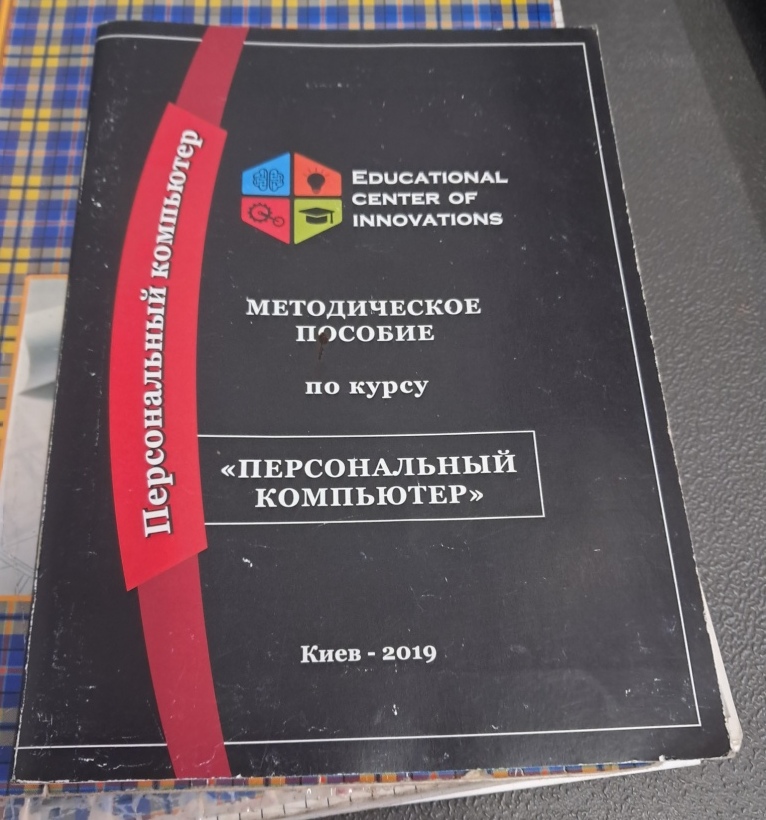 Персональный компьютер
EDUCATIONAL
CENTER OF
INNOVATIONS
МЕТОДИЧЕСКОЕ
ПОСОБИЕ
по курсу
«ПЕРСОНАЛЬНЫЙ
КОМПЬЮТЕР»
Киев - 2019